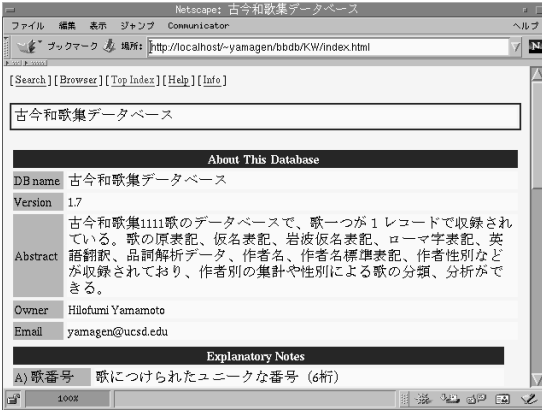 Netscape: 古今和歌集データベース
ファイル 編集 表示 ジャンプ Communicator ヘルプ
ブックマーク 場所: http://localhost/~yamagen/bbdb/KW/index.html
[Search] [Browser] [Top Index] [Help] [Info]
古今和歌集データベース
About This Database
DB name 古今和歌集データベース
Version 1.7
Abstract 古今和歌集1111歌のデータベースで、歌一つが 1 レコードで収録され
ている。歌の原表記、仮名表記、岩波仮名表記、ローマ字表記、英
語翻訳、品詞解析データ、作者名、作者名標準表記、作者性別など
が収録されており、作者別の集計や性別による歌の分類、分析がで
きる。
Owner Hilofumi Yamamoto
Email yamagen@ucsd.edu
Explanatory Notes
A) 歌番号 歌につけられたユニークな番号 (6桁)
100%